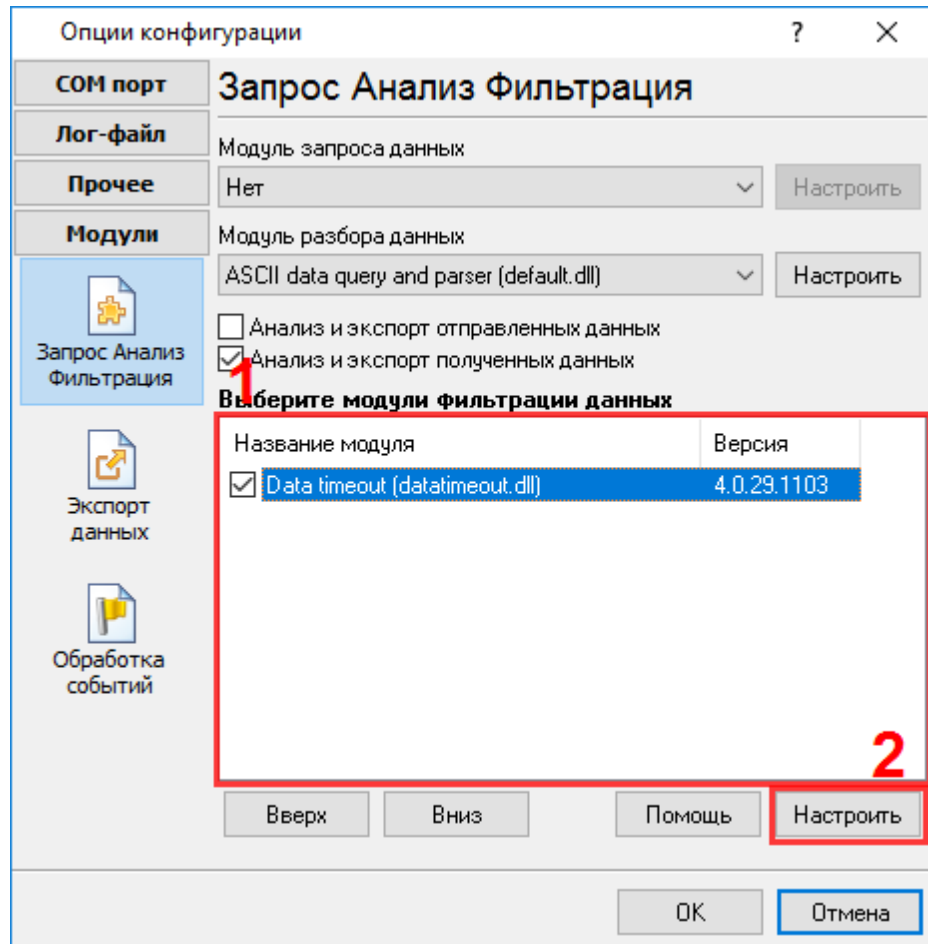 Опции конфигурации ? ×
COM порт
Лог-файл
Прочее
Модули
Запрос Анализ
Фильтрация
Экспорт
данных
Обработка
событий
Запрос Анализ Фильтрация
Модуль запроса данных
Нет Настроить
Модуль разбора данных
ASCII data query and parser (default.dll) Настроить
Анализ и экспорт отправленных данных
Анализ и экспорт полученных данных
1
Выберите модули фильтрации данных
Название модуля Версия
Data timeout (datatimeout.dll) 4.0.29.1103
2
Вверх Вниз Помощь Настроить
OK Отмена